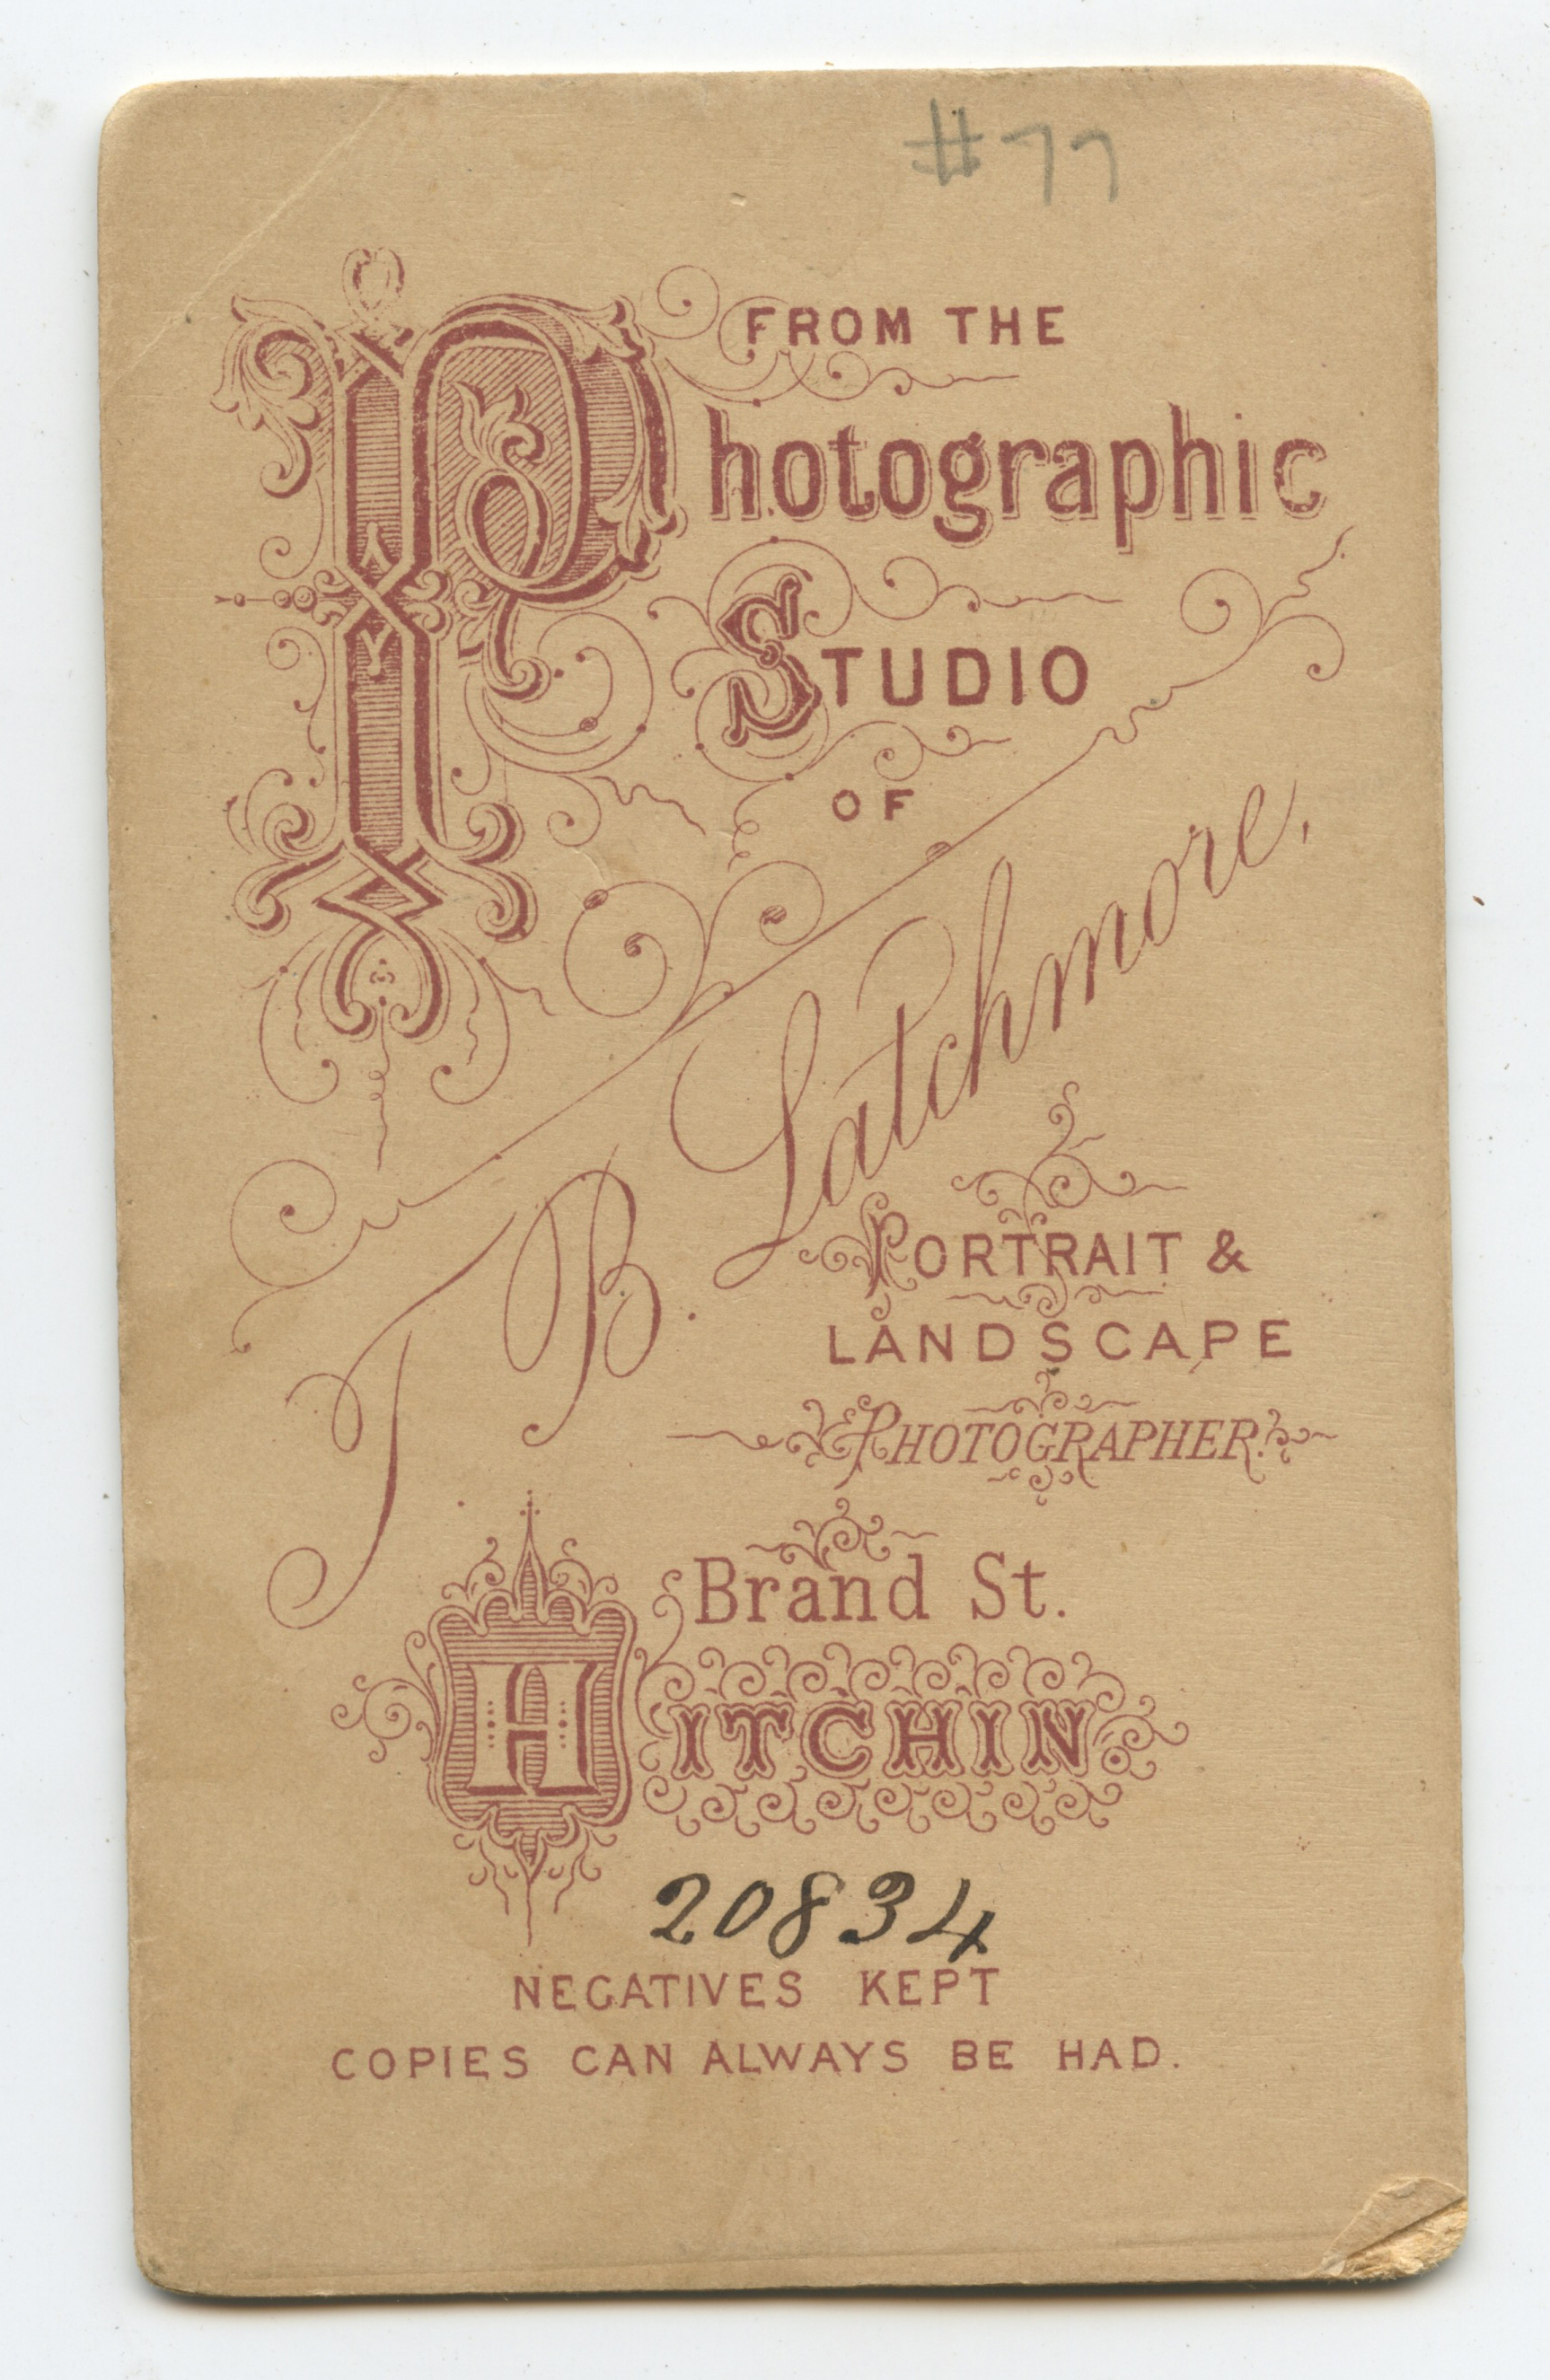 #77
FROM THE
Photographic
STUDIO
OF
T. B. Latchmore,
PORTRAIT &
LANDSCAPE
PHOTOGRAPHER.
Brand St.
HITCHIN.
20834
NEGATIVES KEPT
COPIES CAN ALWAYS BE HAD.